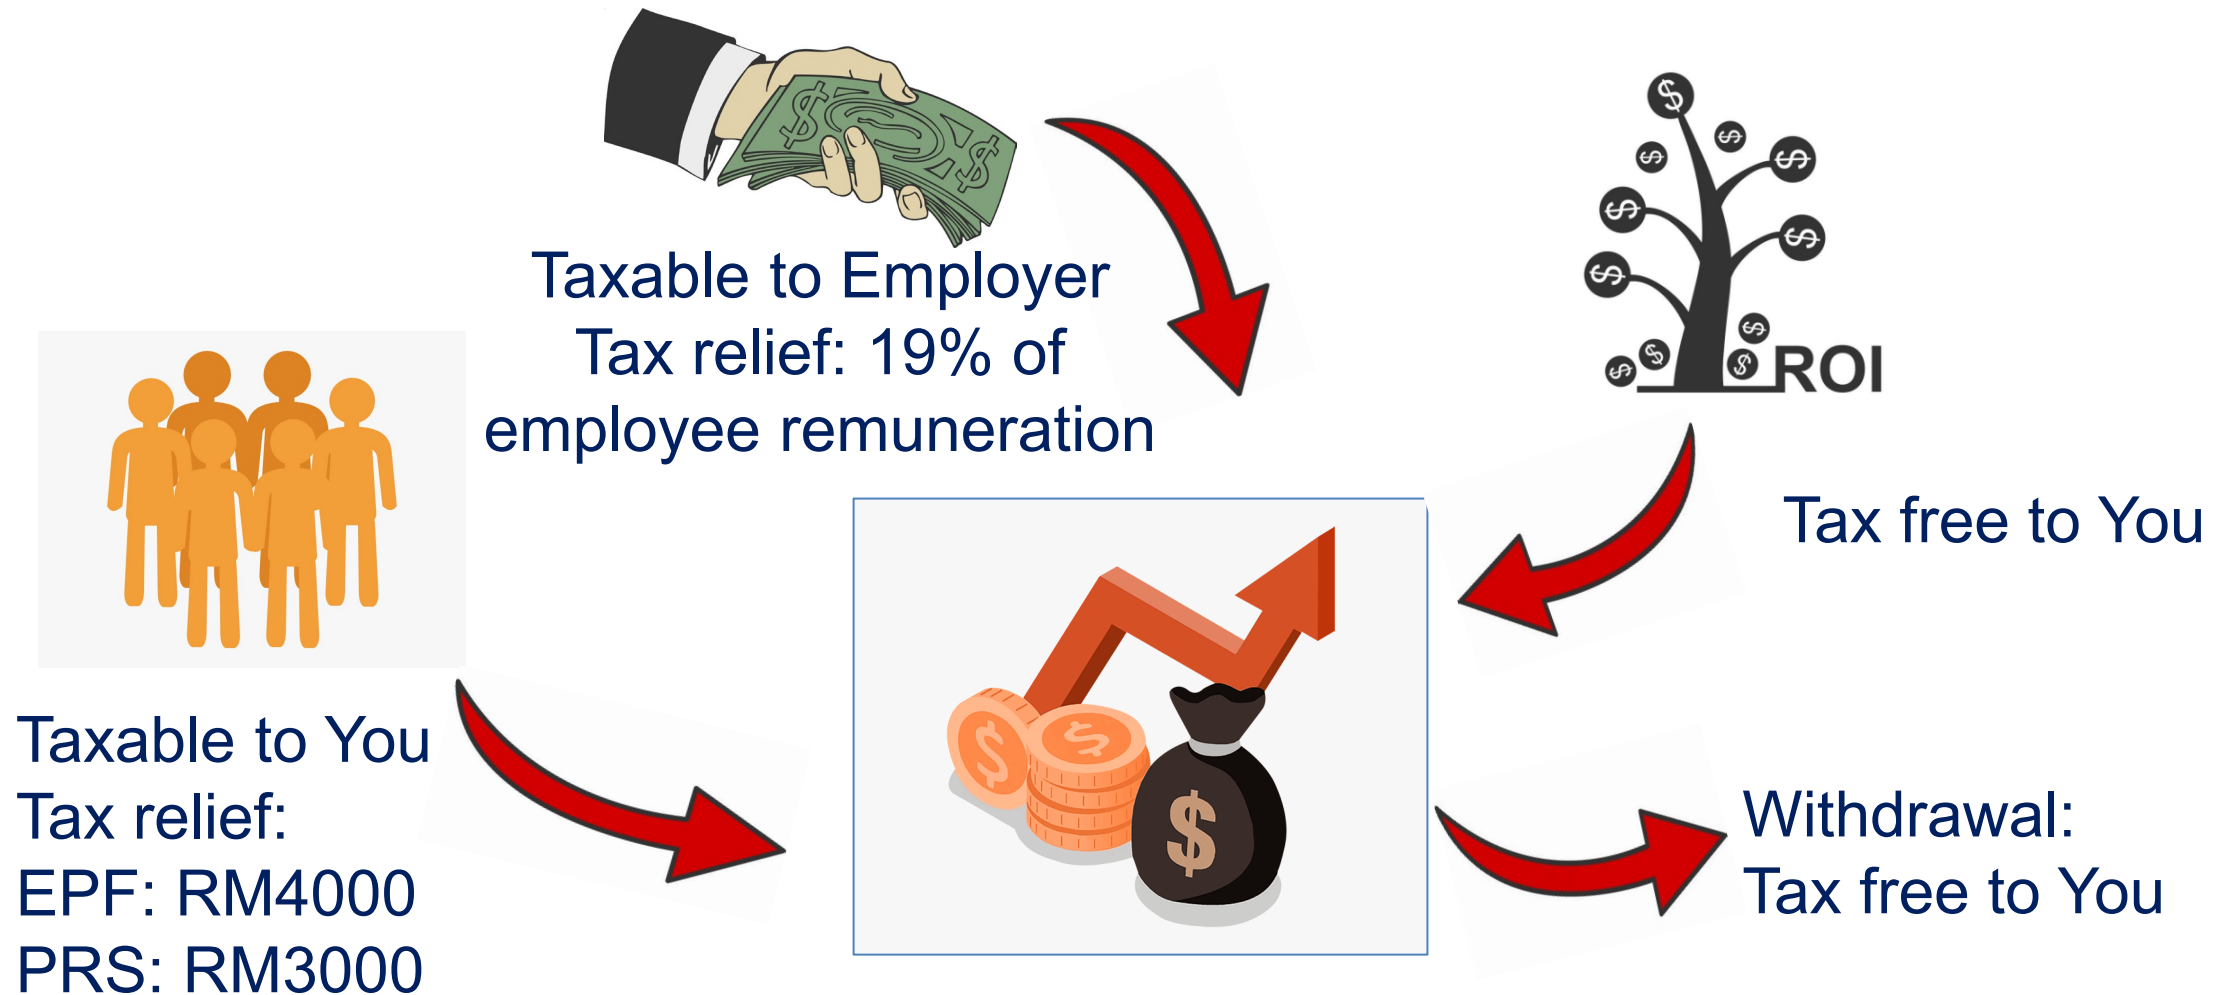 Taxable to Employer
Tax relief: 19% of
employee remuneration
ROI
Tax free to You
Taxable to You
Tax relief:
EPF: RM4000
PRS: RM3000
Withdrawal:
Tax free to You